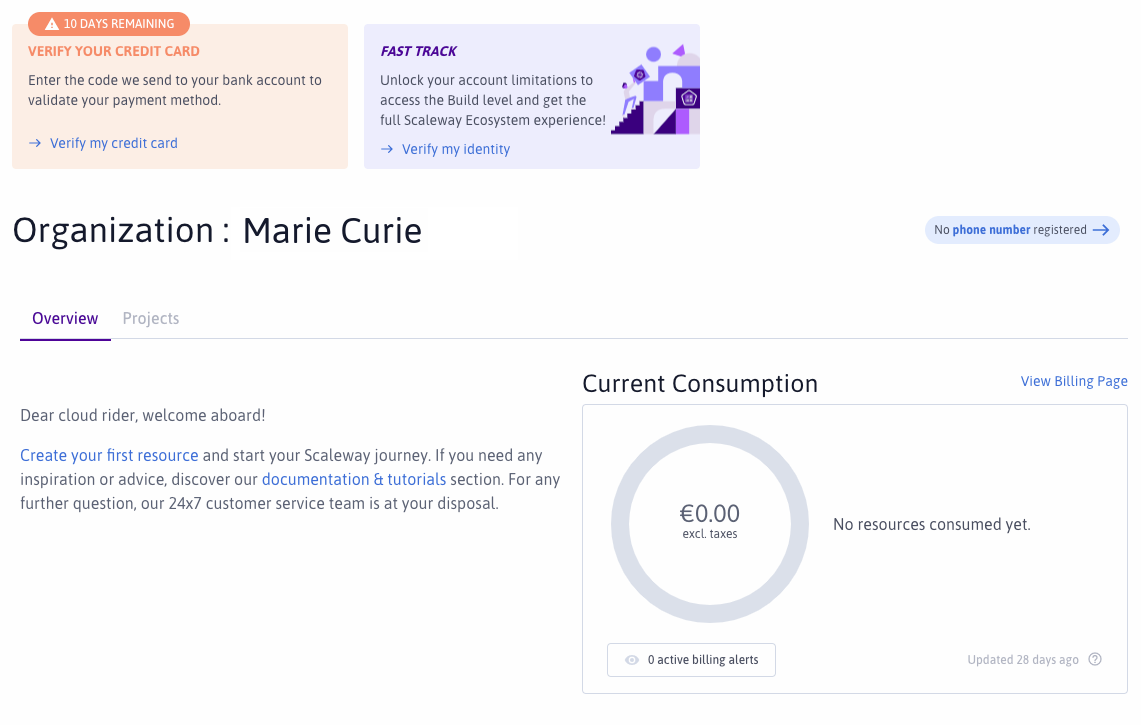 10 DAYS REMAINING
VERIFY YOUR CREDIT CARD
Enter the code we send to your bank account to
validate your payment method.
Verify my credit card
FAST TRACK
Unlock your account limitations to
access the Build level and get the
full Scaleway Ecosystem experience!
Verify my identity
Organization : Marie Curie
No phone number registered
Overview Projects
Dear cloud rider, welcome aboard!
Create your first resource and start your Scaleway journey. If you need any
inspiration or advice, discover our documentation & tutorials section. For any
further question, our 24x7 customer service team is at your disposal.
Current Consumption
View Billing Page
€0.00
excl. taxes
No resources consumed yet.
0 active billing alerts
Updated 28 days ago